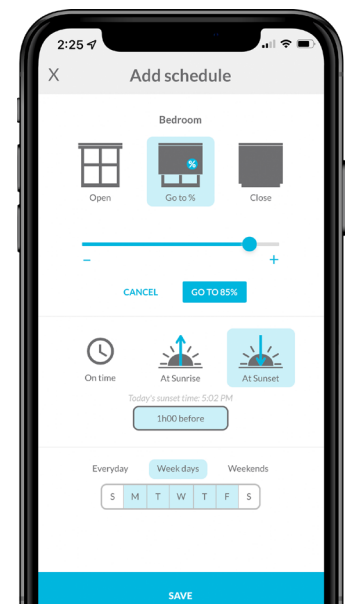 2:25
X Add schedule
Bedroom
%
Open Go to % Close
- +
CANCEL GO TO 85%
On time At Sunrise At Sunset
Today's sunset time: 5:02 PM
1h00 before
Everyday Week days Weekends
S M T W T F S
SAVE